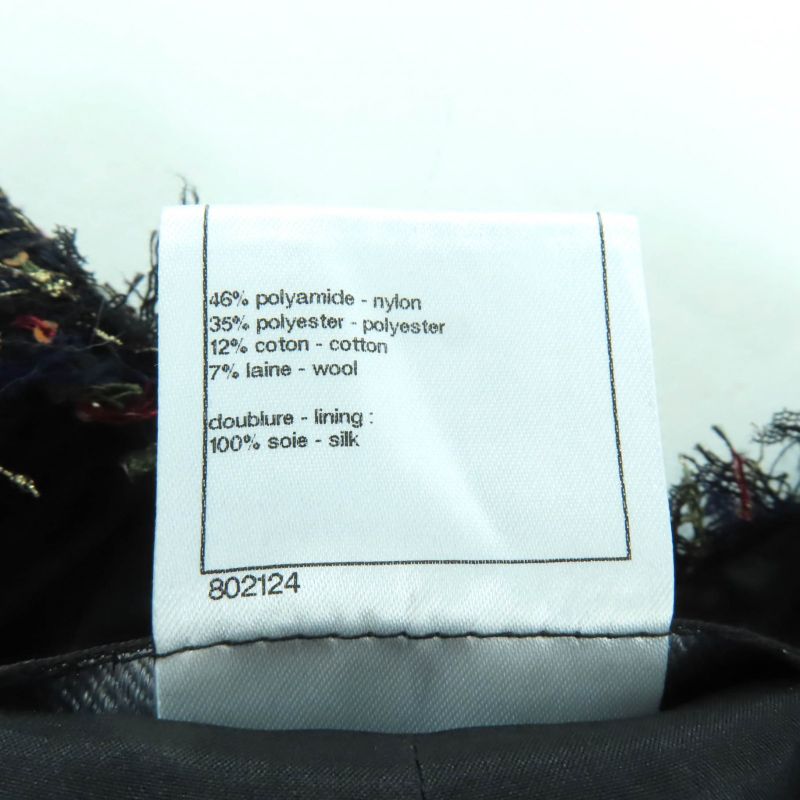 46% polyamide - nylon
35% polyester - polyester
12% coton - cotton
7% laine - wool
doublure - lining :
100% soie - silk
802124